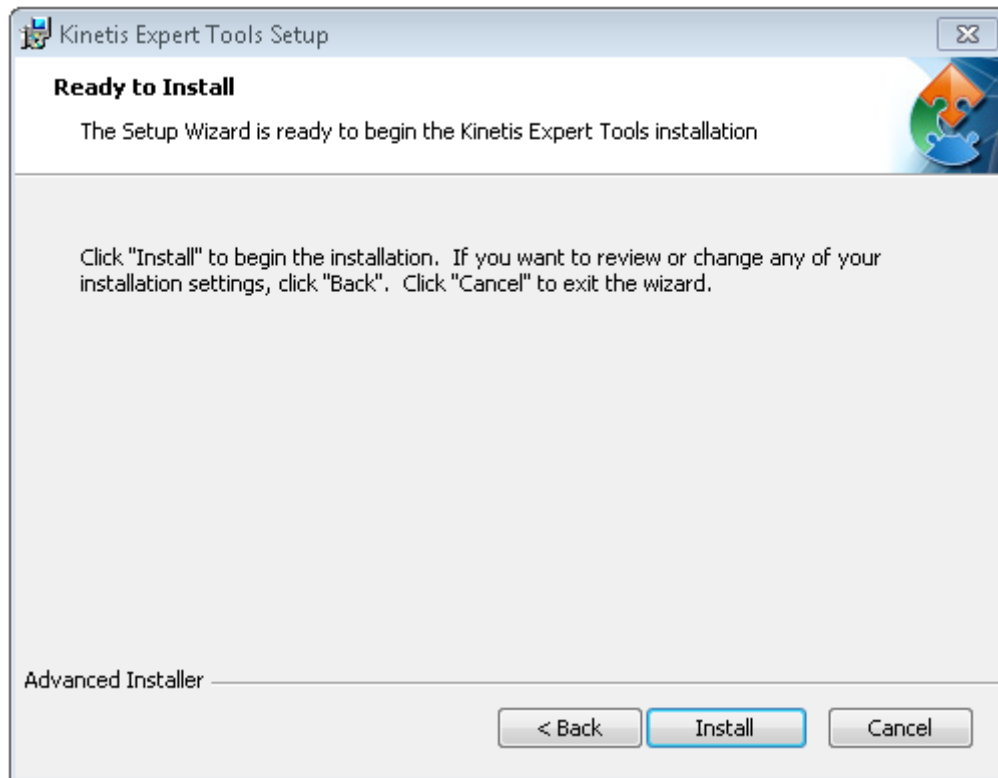 Kinetis Expert Tools Setup
Ready to Install
The Setup Wizard is ready to begin the Kinetis Expert Tools installation
Click "Install" to begin the installation.  If you want to review or change any of your
installation settings, click "Back".  Click "Cancel" to exit the wizard.
Advanced Installer
< Back Install Cancel